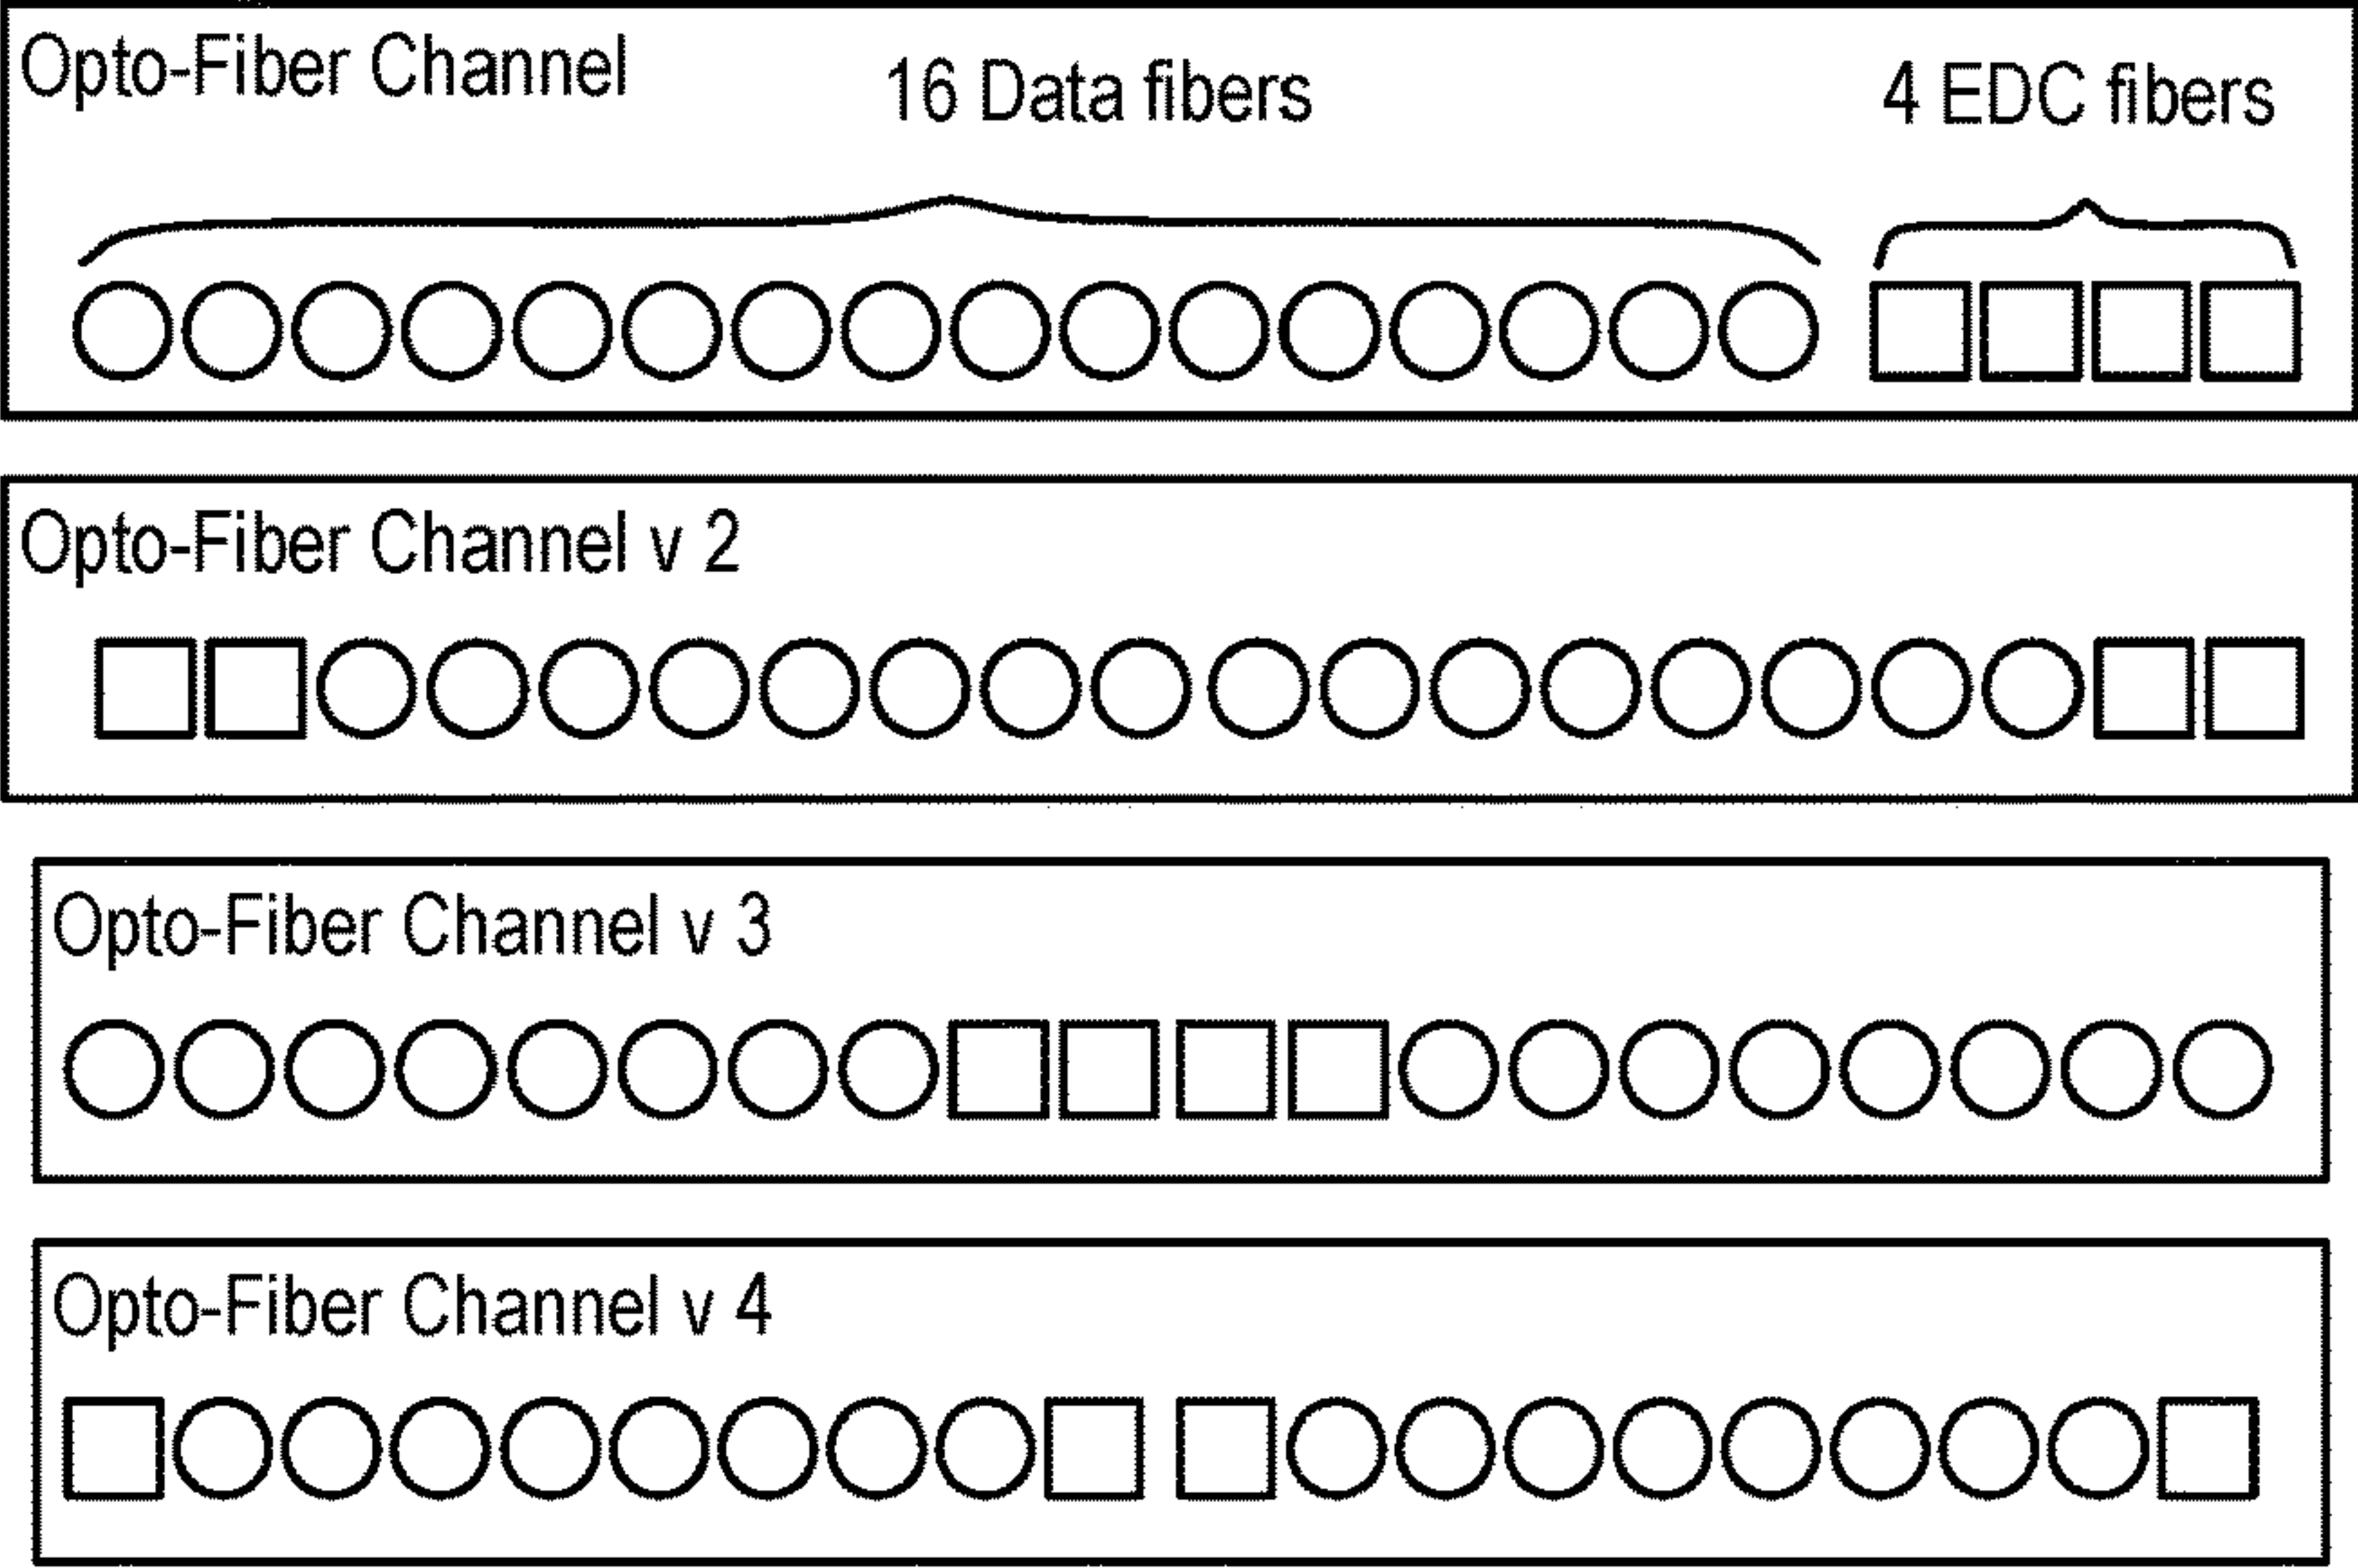 Opto-Fiber Channel
16 Data fibers
4 EDC fibers
Opto-Fiber Channel v 2
Opto-Fiber Channel v 3
Opto-Fiber Channel v 4